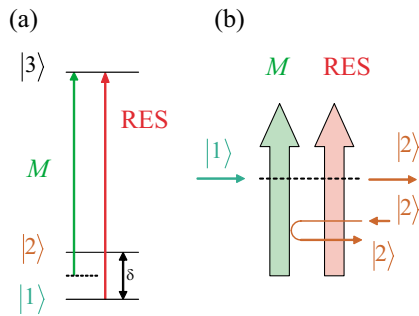 (a)
|3⟩
M
RES
|2⟩
δ
|1⟩
(b)
M RES
|1⟩
|2⟩
|2⟩
|2⟩